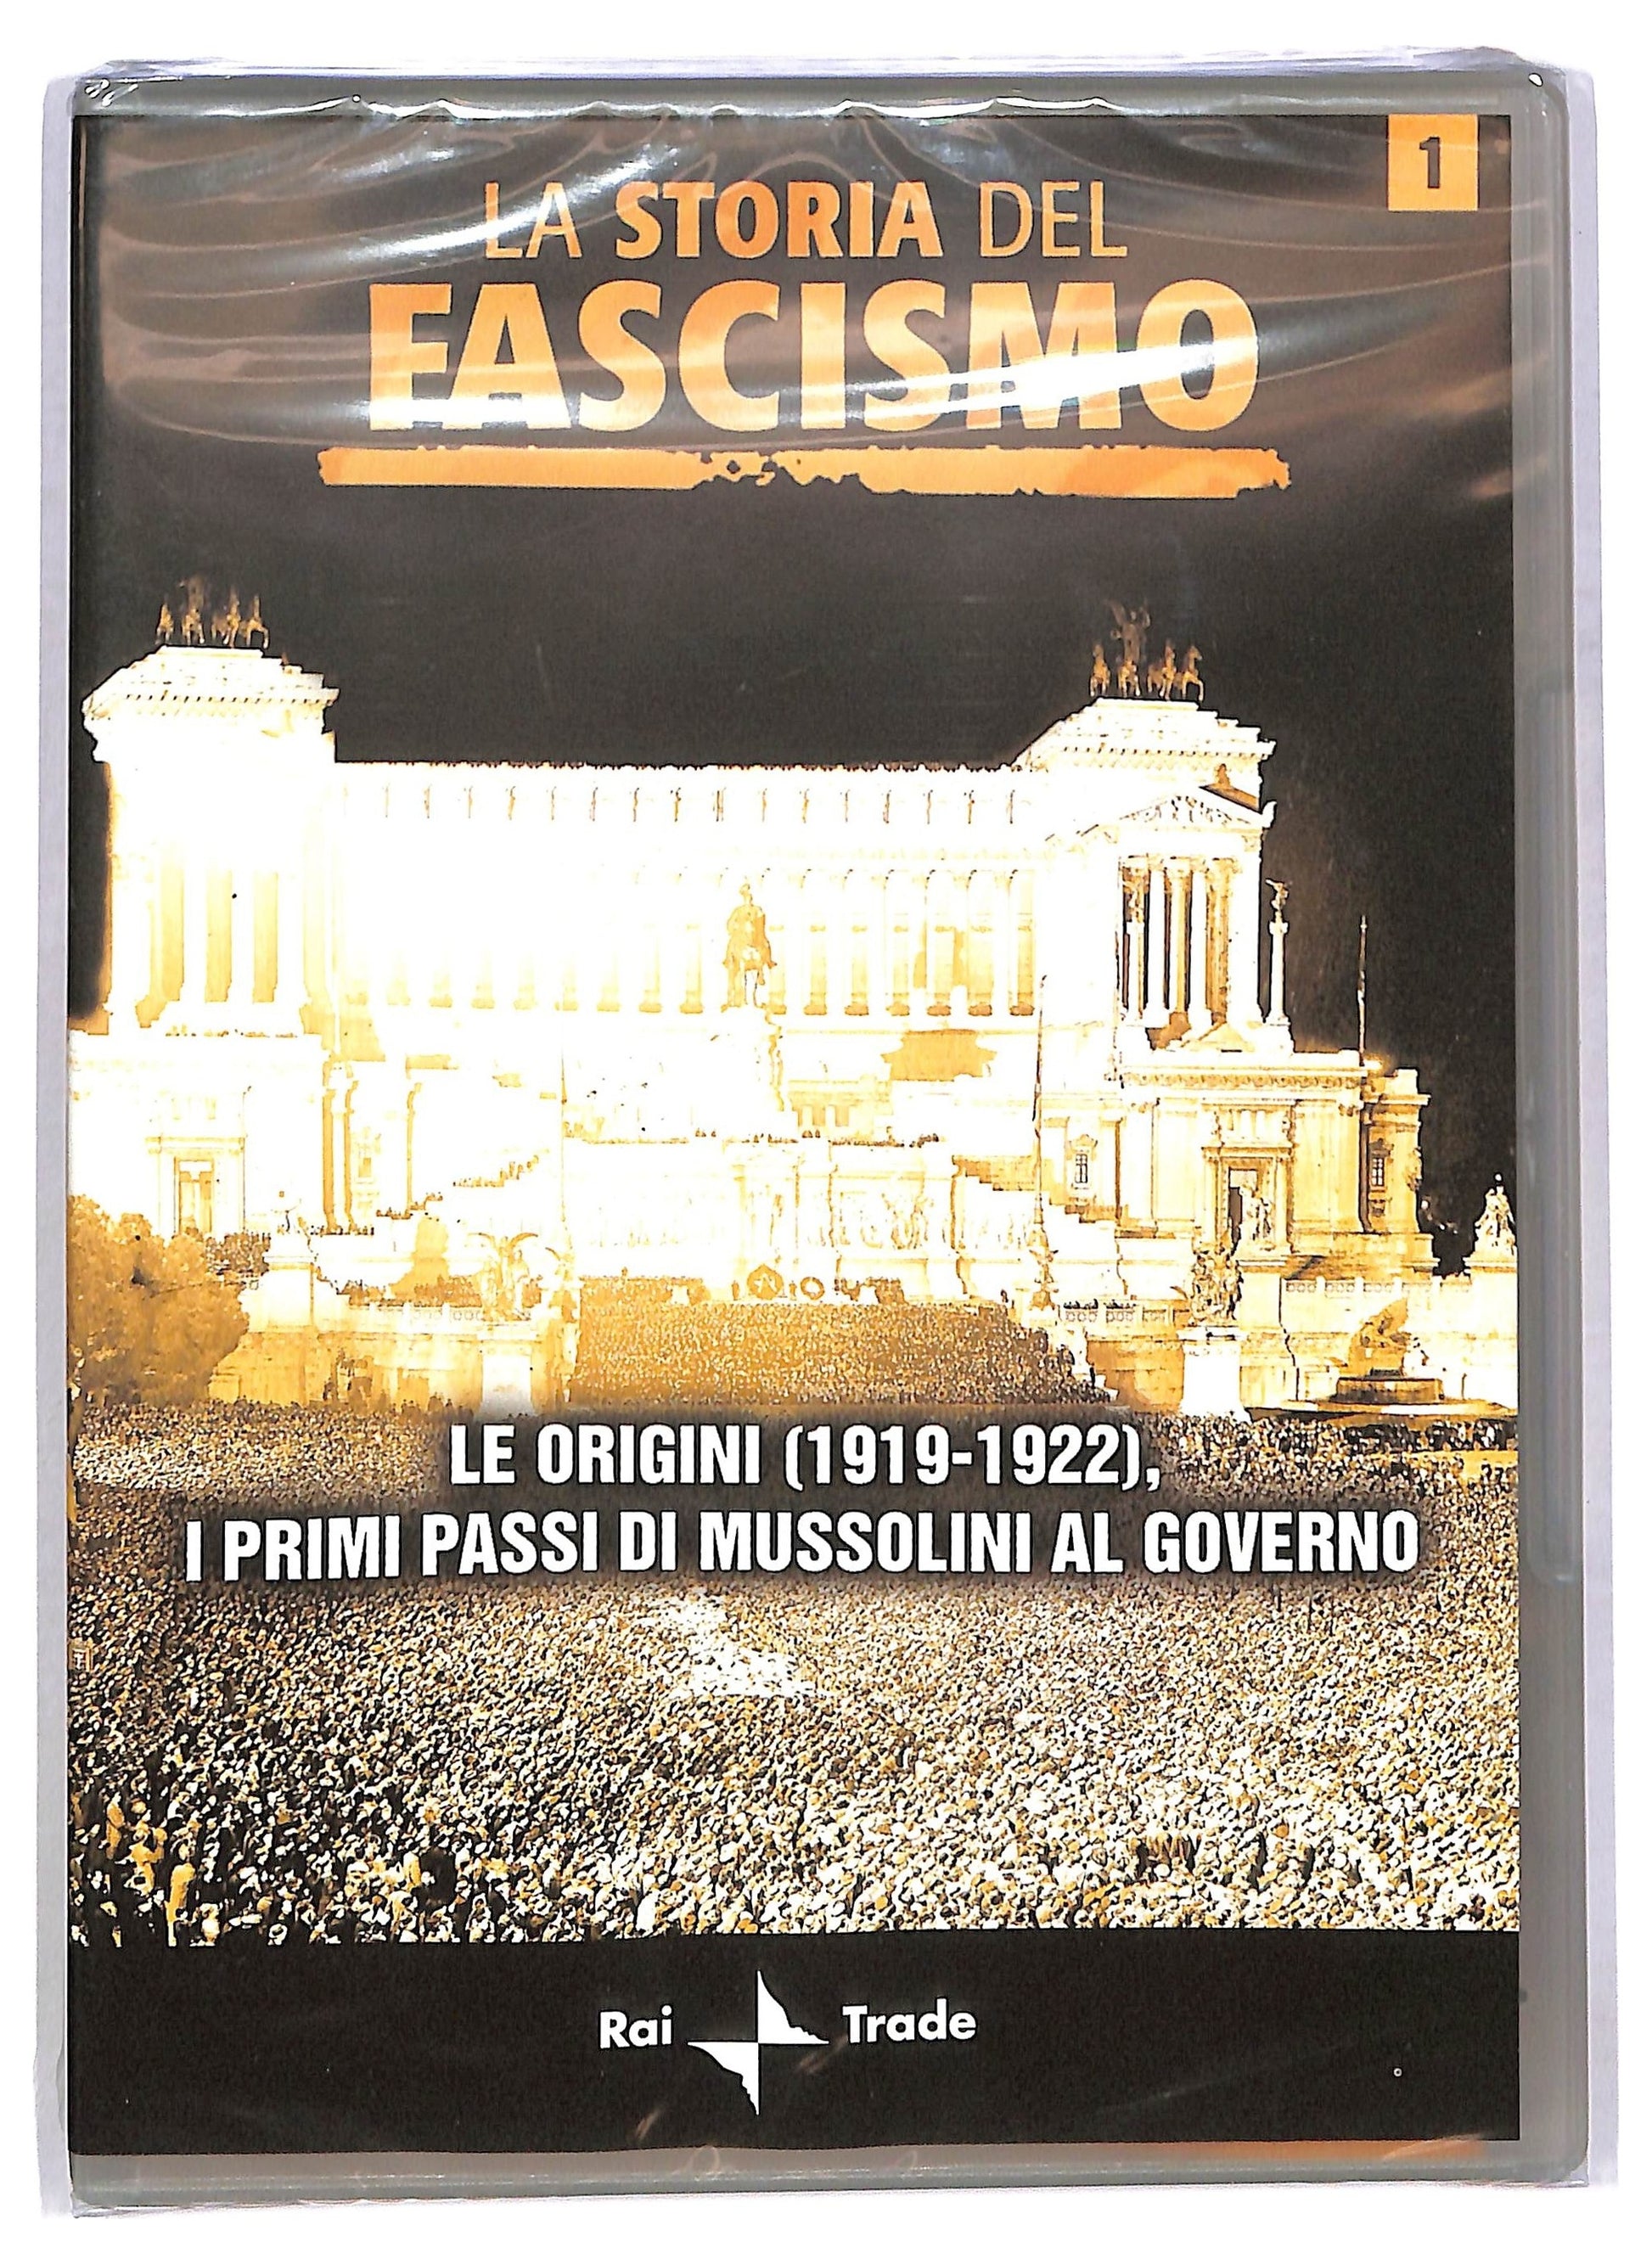 1
LA STORIA DEL
FASCISMO
LE ORIGINI (1919-1922),
I PRIMI PASSI DI MUSSOLINI AL GOVERNO
Rai Trade